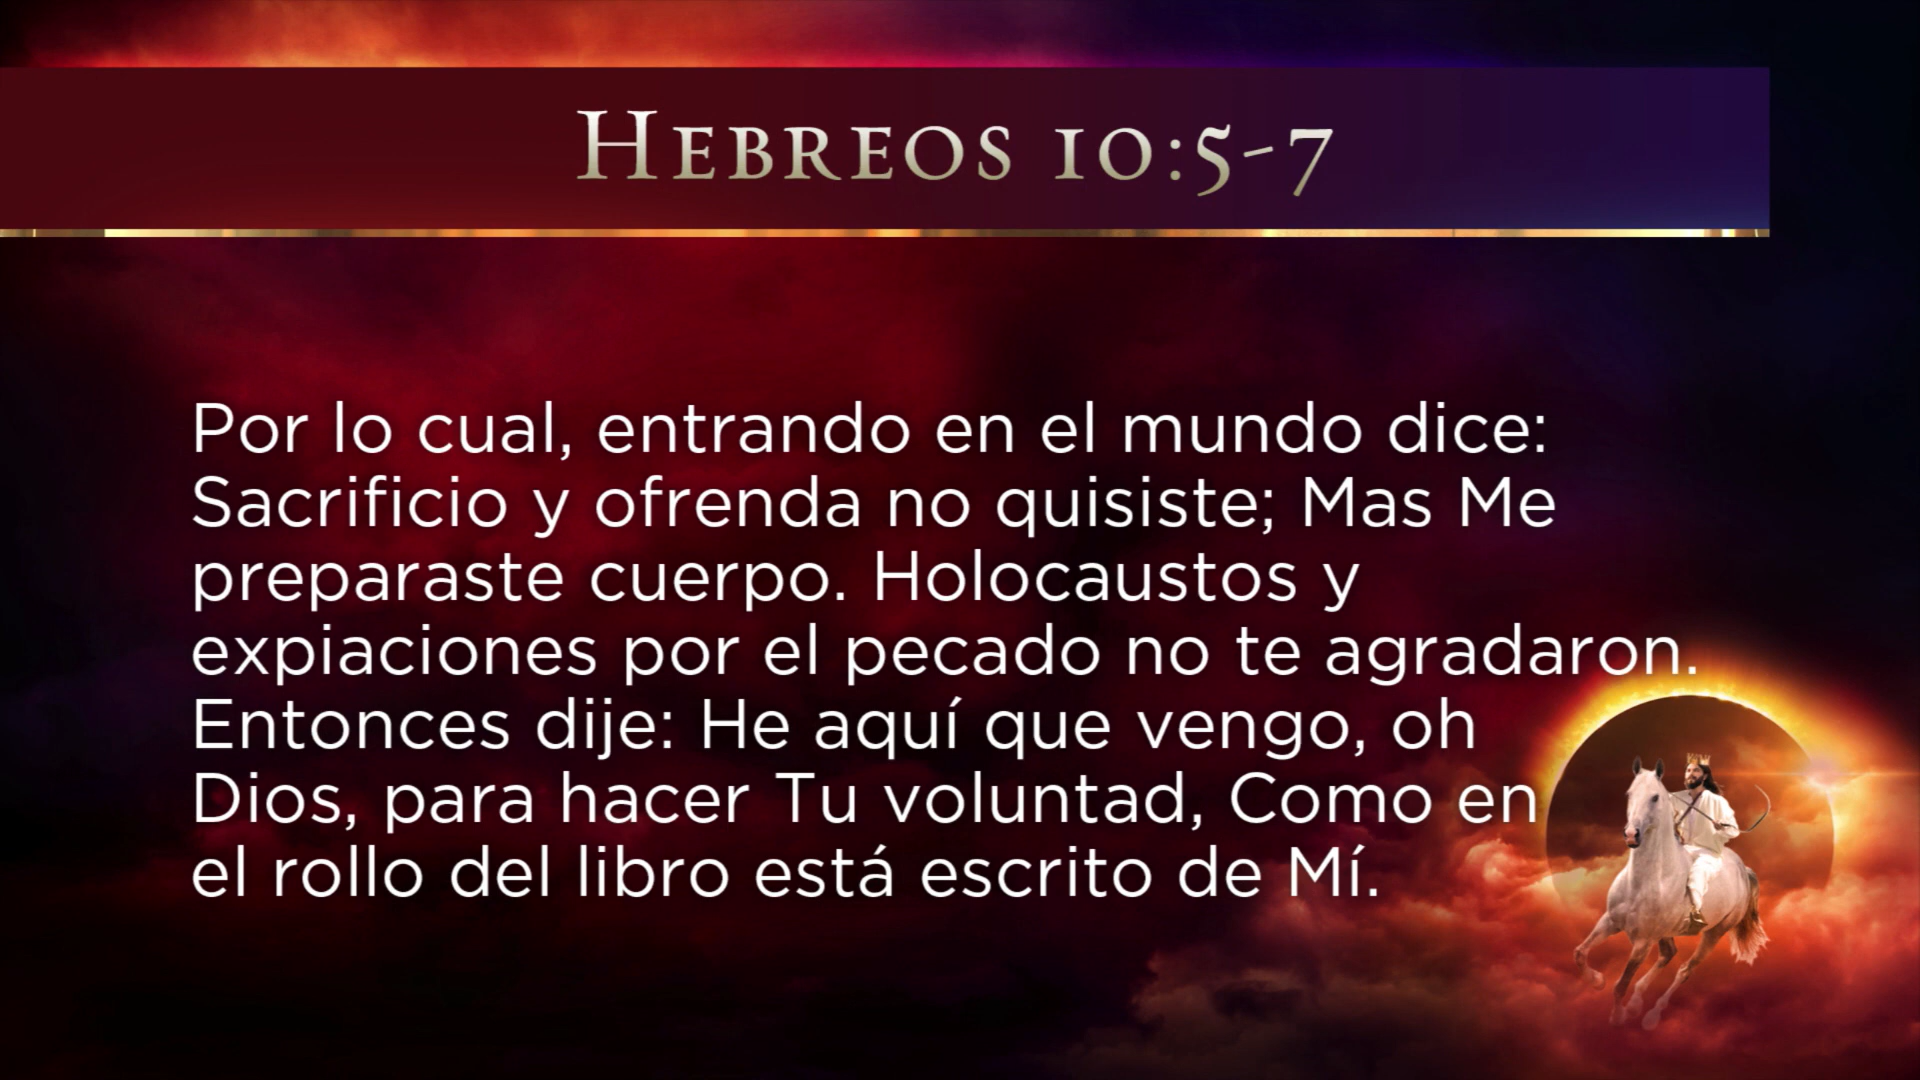 Hebreos 10:5-7
Por lo cual, entrando en el mundo dice:
Sacrificio y ofrenda no quisiste; Mas Me
preparaste cuerpo. Holocaustos y
expiaciones por el pecado no te agradaron.
Entonces dije: He aquí que vengo, oh
Dios, para hacer Tu voluntad, Como en
el rollo del libro está escrito de Mí.